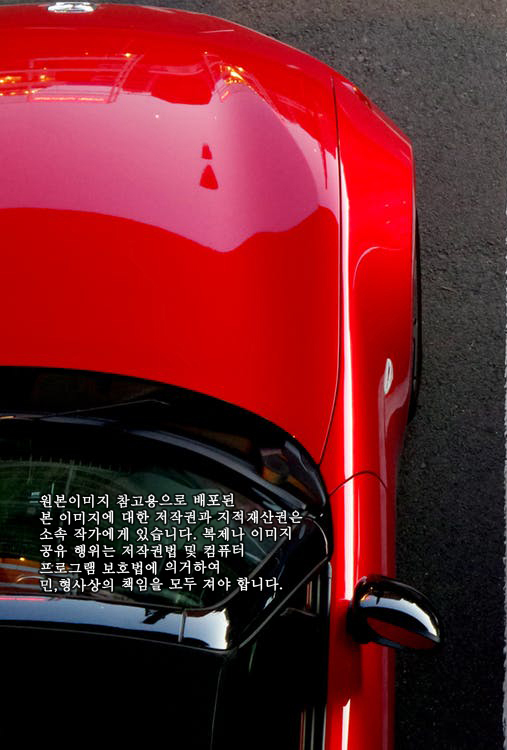 원본이미지 참고용으로 배포된
본 이미지에 대한 저작권과 지적재산권은
소속 작가에게 있습니다. 복제나 이미지
공유 행위는 저작권법 및 컴퓨터
프로그램 보호법에 의거하여
민,형사상의 책임을 모두 져야 합니다.